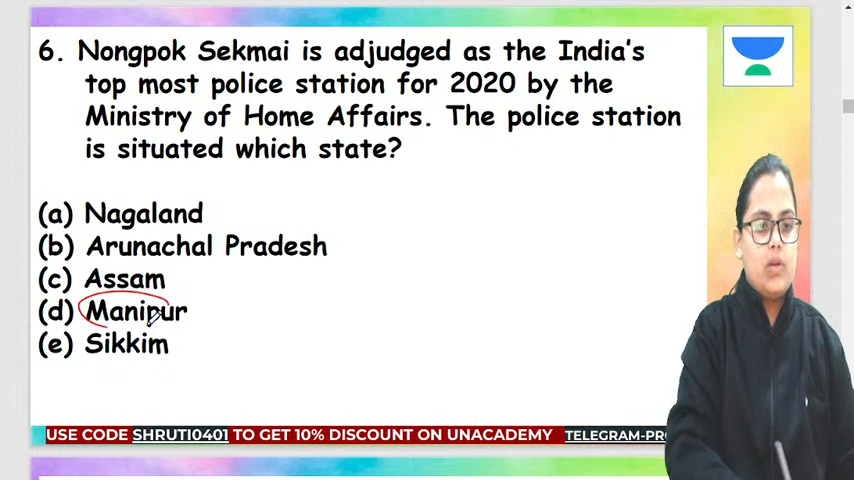 6. Nongpok Sekmai is adjudged as the India's
top most police station for 2020 by the
Ministry of Home Affairs. The police station
is situated which state?
(a) Nagaland
(b) Arunachal Pradesh
(c) Assam
(d) Manipur
(e) Sikkim
USE CODE SHRUTI0401 TO GET 10% DISCOUNT ON UNACADEMY TELEGRAM-PR